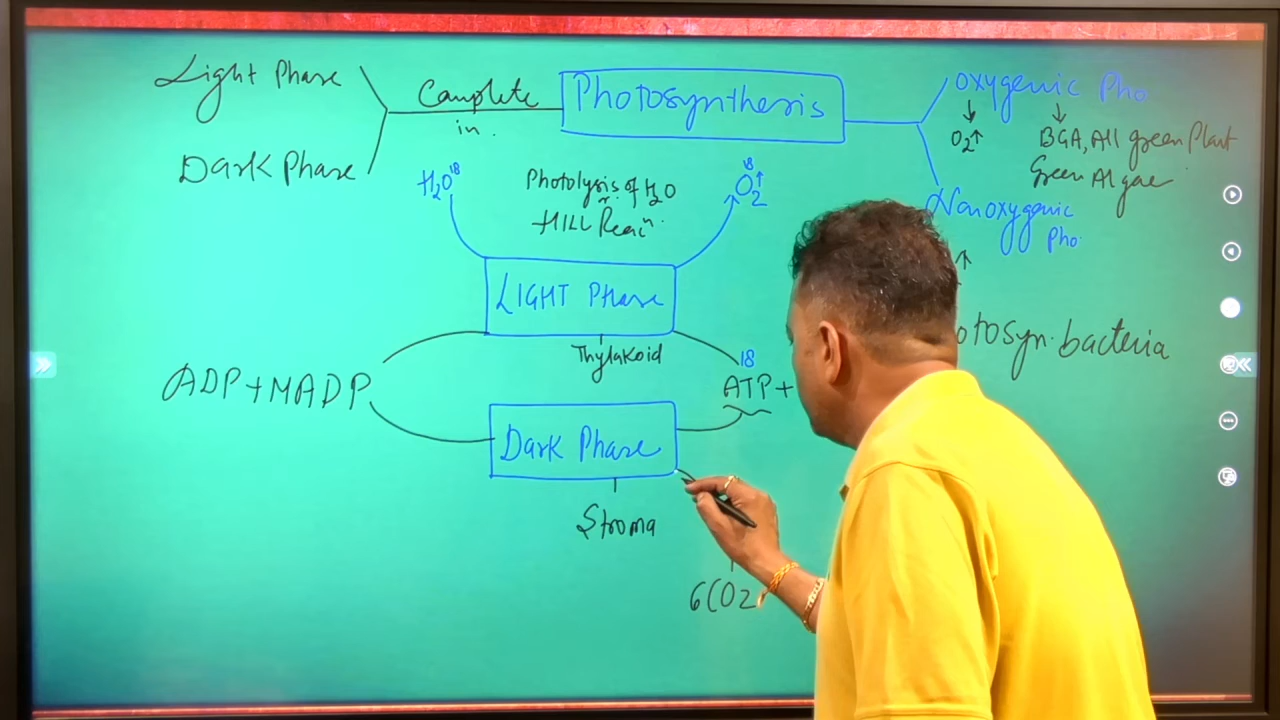 Light Phase
Complete
in.
Photosynthesis
oxygenic Pho.
O2↑
BGA, All green Plant
Green Algae
Dark Phase
H2O18
Photolysis of H2O
r.
HILL Reacn.
O2 18↑
Nonoxygenic
Pho.
↑
LIGHT Phase
Thylakoid
otosyn. bacteria
ADP+NADP
18
ATP+
Dark Phase
Stroma
6CO2